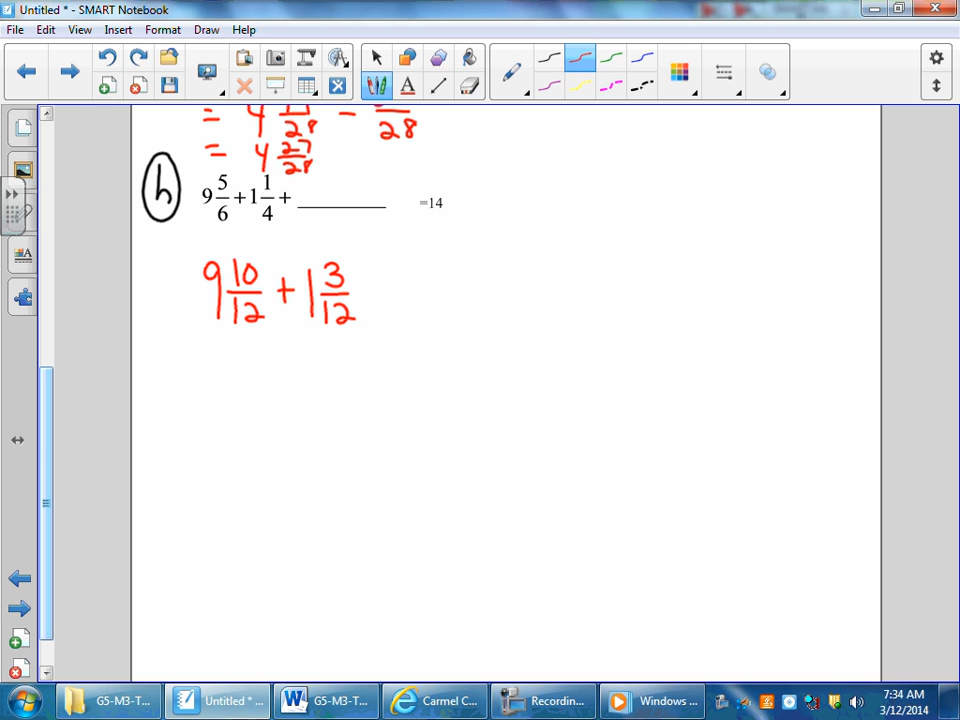 Untitled * - SMART Notebook
File Edit View Insert Format Draw Help
28 28
= 4 27/28
h
9 5/6 + 1 1/4 + ________ =14
9 10/12 + 1 3/12
G5-M3-T... Untitled * ... G5-M3-T... Carmel C... Recordin... Windows ...
7:34 AM
3/12/2014